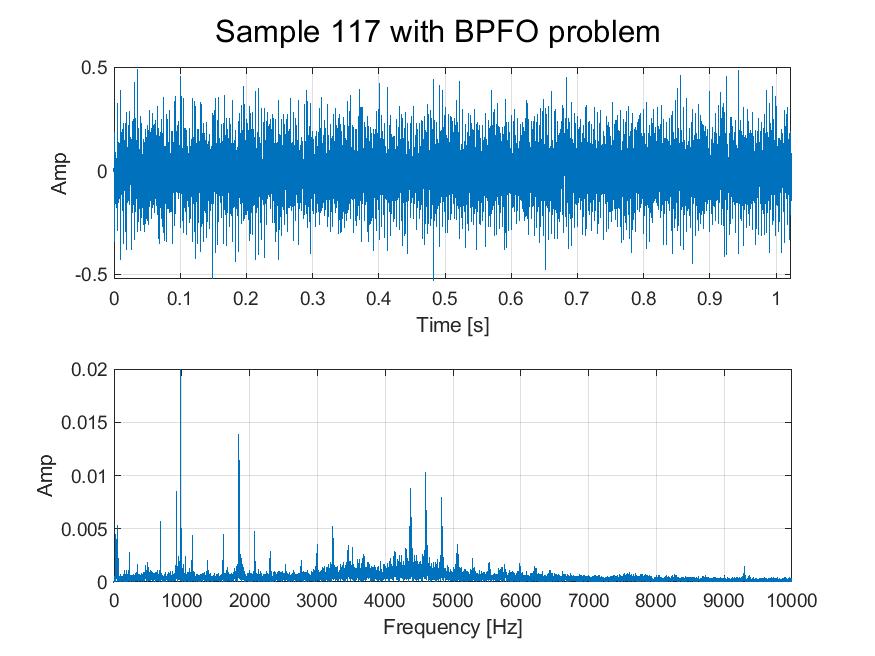 Sample 117 with BPFO problem
0.5
0
-0.5
Amp
0 0.1 0.2 0.3 0.4 0.5 0.6 0.7 0.8 0.9 1
Time [s]
0.02
0.015
0.01
0.005
0
Amp
0 1000 2000 3000 4000 5000 6000 7000 8000 9000 10000
Frequency [Hz]